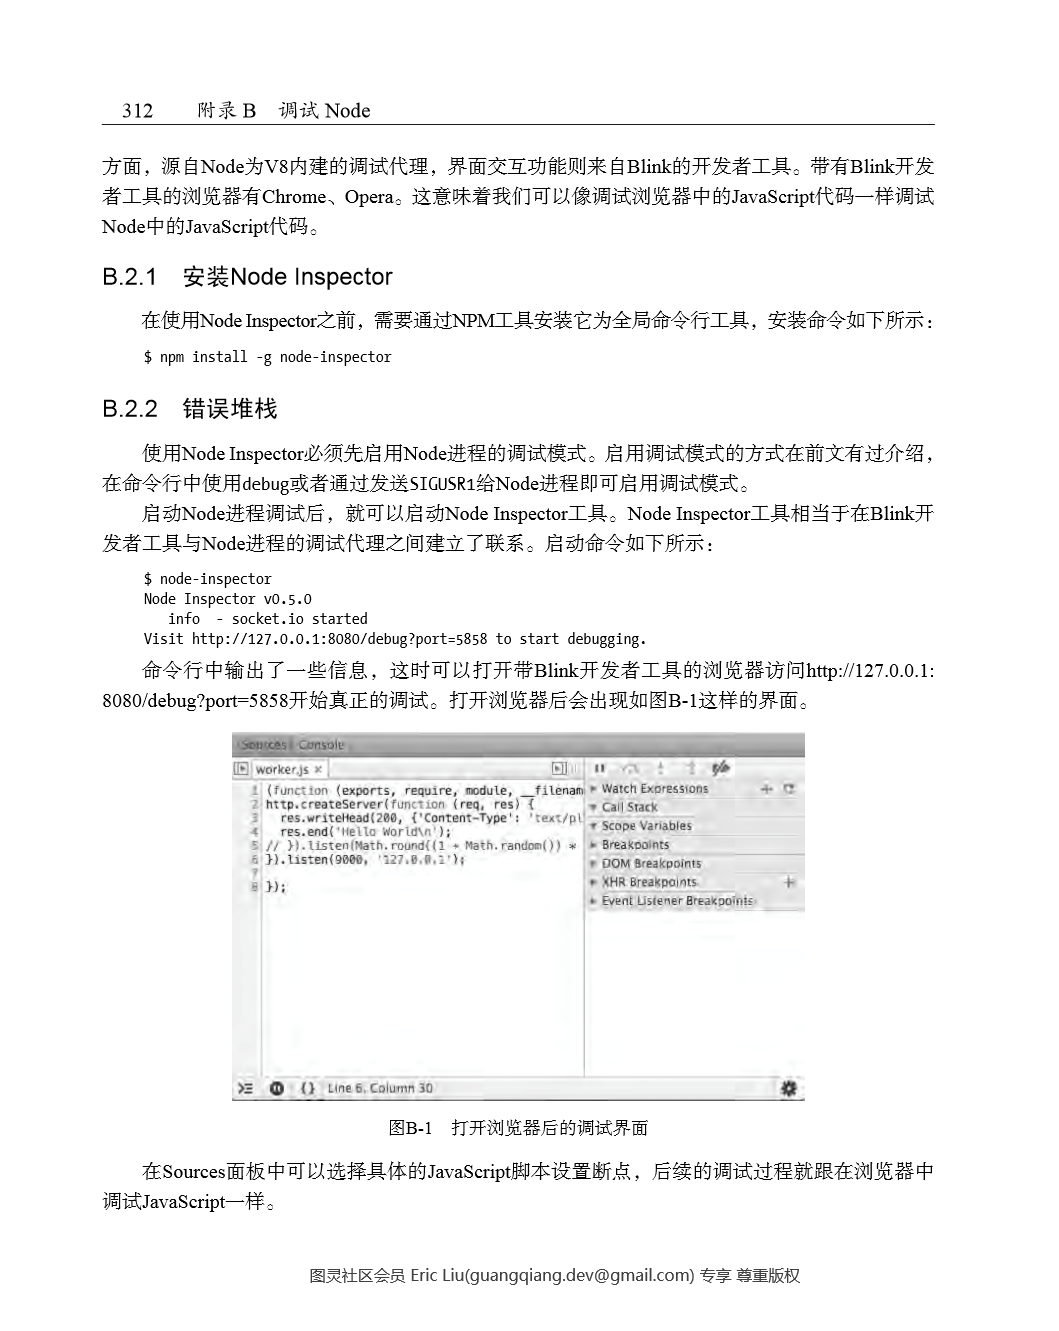 312 附录 B 调试 Node
方面，源自Node为V8内建的调试代理，界面交互功能则来自Blink的开发者工具。带有Blink开发
者工具的浏览器有Chrome、Opera。这意味着我们可以像调试浏览器中的JavaScript代码一样调试
Node中的JavaScript代码。
B.2.1 安装Node Inspector
在使用Node Inspector之前，需要通过NPM工具安装它为全局命令行工具，安装命令如下所示：
$ npm install -g node-inspector
B.2.2 错误堆栈
使用Node Inspector必须先启用Node进程的调试模式。启用调试模式的方式在前文有过介绍，
在命令行中使用debug或者通过发送SIGUSR1给Node进程即可启用调试模式。
启动Node进程调试后，就可以启动Node Inspector工具。Node Inspector工具相当于在Blink开
发者工具与Node进程的调试代理之间建立了联系。启动命令如下所示：
$ node-inspector
Node Inspector v0.5.0
info - socket.io started
Visit http://127.0.0.1:8080/debug?port=5858 to start debugging.
命令行中输出了一些信息，这时可以打开带Blink开发者工具的浏览器访问http://127.0.0.1:
8080/debug?port=5858开始真正的调试。打开浏览器后会出现如图B-1这样的界面。
Sources Console
worker.js ×
1 (function (exports, require, module, __filenam
2 http.createServer(function (req, res) {
3 res.writeHead(200, {'Content-Type': 'text/pl
4 res.end('Hello World\n');
5 // }).listen(Math.round((1 + Math.random()) *
6 }).listen(9000, '127.0.0.1');
7
8 });
Watch Expressions
Call Stack
Scope Variables
Breakpoints
DOM Breakpoints
XHR Breakpoints
Event Listener Breakpoints
{} Line 6, Column 30
图B-1 打开浏览器后的调试界面
在Sources面板中可以选择具体的JavaScript脚本设置断点，后续的调试过程就跟在浏览器中
调试JavaScript一样。
图灵社区会员 Eric Liu(guangqiang.dev@gmail.com) 专享 尊重版权